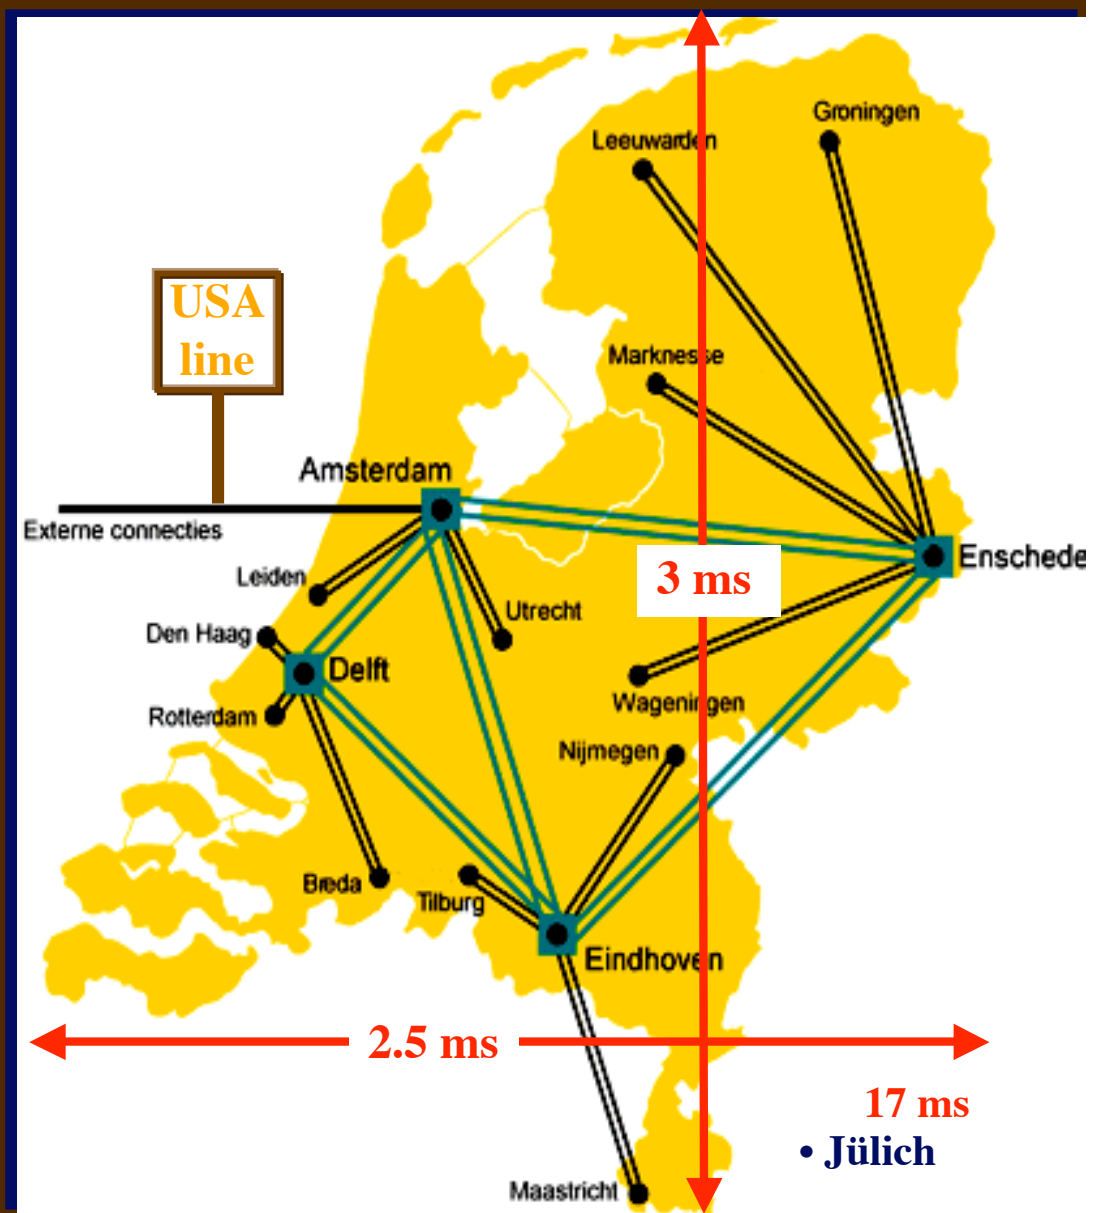 Groningen
Leeuwarden
USA
line
Marknesse
Amsterdam
Externe connecties
Enschede
3 ms
Leiden
Utrecht
Den Haag
Delft
Wageningen
Rotterdam
Nijmegen
Breda
Tilburg
Eindhoven
2.5 ms
17 ms
• Jülich
Maastricht